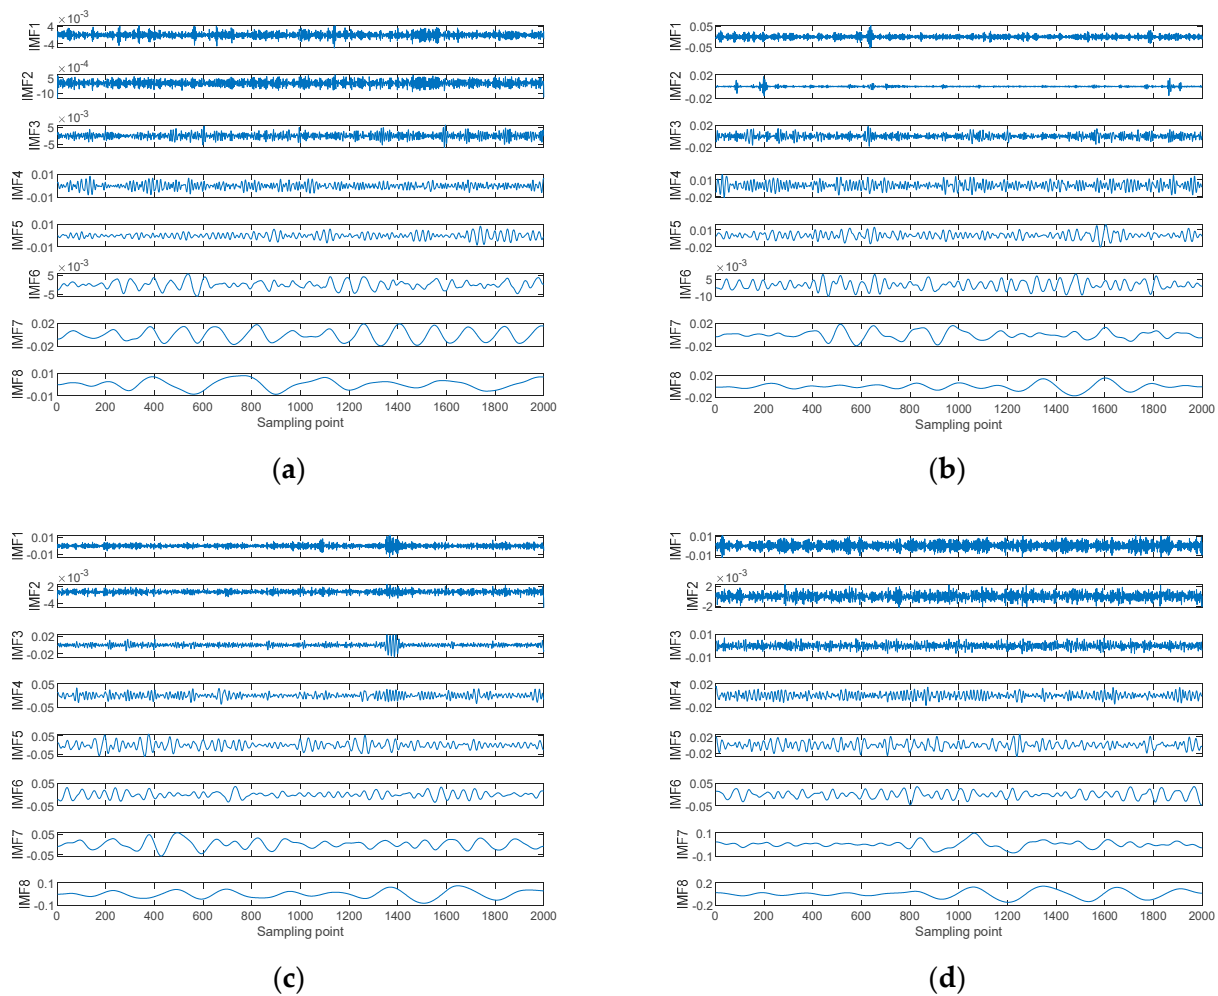 ×10⁻³
IMF1 4 -4
×10⁻⁴
IMF2 5 -10
×10⁻³
IMF3 5 -5
IMF4 0.01 -0.01
IMF5 0.01 -0.01
×10⁻³
IMF6 5 -5
IMF7 0.02 -0.02
IMF8 0.01 -0.01
0 200 400 600 800 1000 1200 1400 1600 1800 2000
Sampling point
(a)
IMF1 0.05 -0.05
IMF2 0.02 -0.02
IMF3 0.02 -0.02
IMF4 0.01 -0.01
IMF5 0.01 -0.02
×10⁻³
IMF6 5 -10
IMF7 0.02 -0.02
IMF8 0.02 -0.02
0 200 400 600 800 1000 1200 1400 1600 1800 2000
Sampling point
(b)
IMF1 0.01 -0.01
×10⁻³
IMF2 2 -4
IMF3 0.02 -0.02
IMF4 0.05 -0.05
IMF5 0.05 -0.05
IMF6 0.05 -0.05
IMF7 0.05 -0.05
IMF8 0.1 -0.1
0 200 400 600 800 1000 1200 1400 1600 1800 2000
Sampling point
(c)
IMF1 0.01 -0.01
×10⁻³
IMF2 2 -2
IMF3 0.01 -0.01
IMF4 0.02 -0.02
IMF5 0.02 -0.02
IMF6 0.05 -0.05
IMF7 0.1 -0.1
IMF8 0.2 -0.2
0 200 400 600 800 1000 1200 1400 1600 1800 2000
Sampling point
(d)